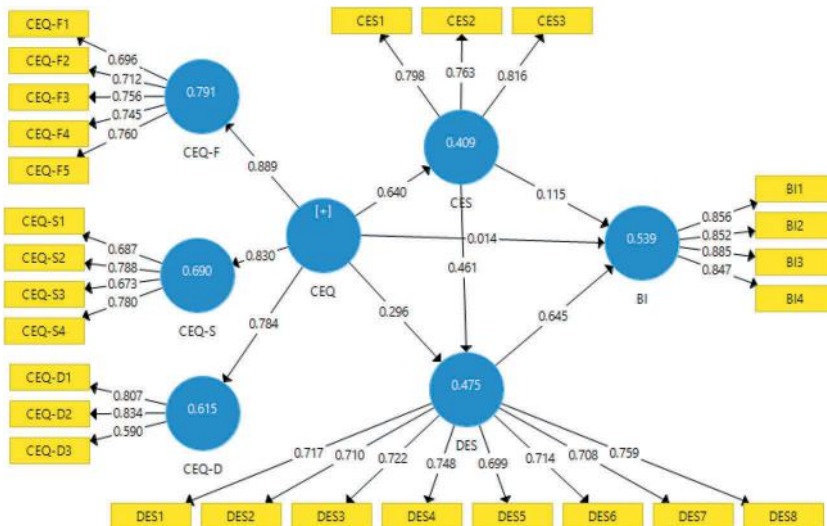 CEQ-F1
CEQ-F2
CEQ-F3
CEQ-F4
CEQ-F5
0.696
0.712
0.756
0.745
0.760
0.791
CEQ-F
0.889
CES1
CES2
CES3
0.798
0.763
0.816
0.409
CES
0.640
0.115
CEQ-S1
CEQ-S2
CEQ-S3
CEQ-S4
0.687
0.788
0.673
0.780
0.690
CEQ-S
0.830
[+]
CEQ
0.014
0.461
0.296
0.784
0.539
BI
0.856
0.852
0.885
0.847
BI1
BI2
BI3
BI4
0.645
CEQ-D1
CEQ-D2
CEQ-D3
0.807
0.834
0.590
0.615
CEQ-D
0.475
DES
0.717
0.710
0.722
0.748
0.699
0.714
0.708
0.759
DES1
DES2
DES3
DES4
DES5
DES6
DES7
DES8